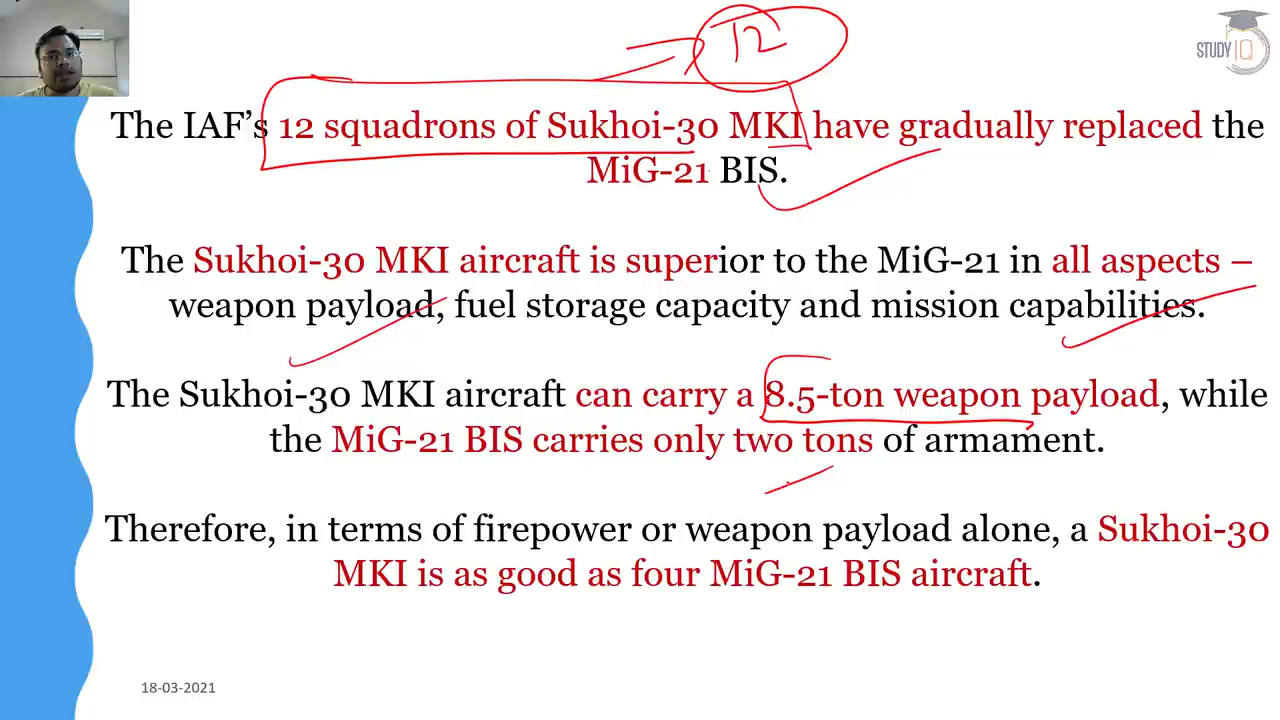 12
STUDY IQ
The IAF's 12 squadrons of Sukhoi-30 MKI have gradually replaced the
MiG-21 BIS.
The Sukhoi-30 MKI aircraft is superior to the MiG-21 in all aspects –
weapon payload, fuel storage capacity and mission capabilities.
The Sukhoi-30 MKI aircraft can carry a 8.5-ton weapon payload, while
the MiG-21 BIS carries only two tons of armament.
Therefore, in terms of firepower or weapon payload alone, a Sukhoi-30
MKI is as good as four MiG-21 BIS aircraft.
18-03-2021